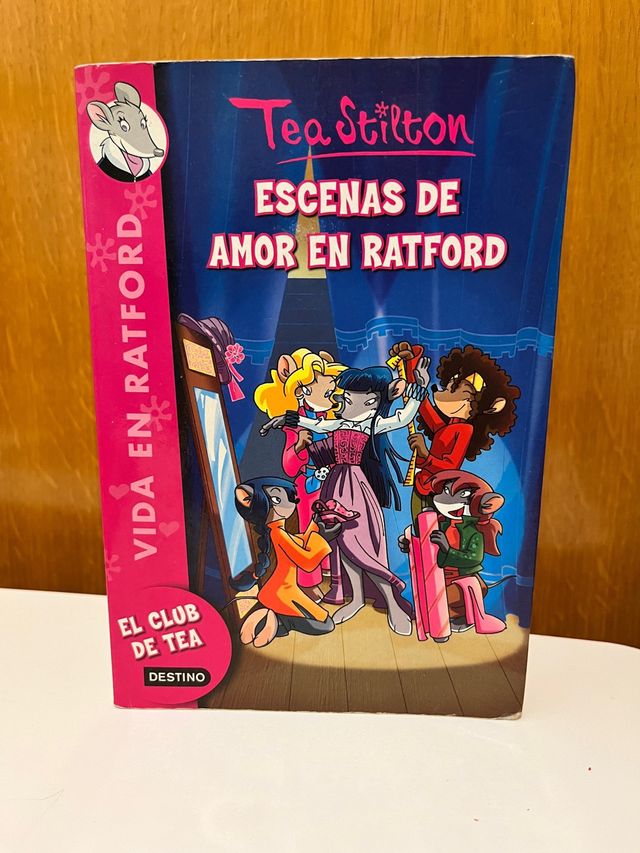 Tea Stilton
ESCENAS DE
AMOR EN RATFORD
VIDA EN RATFORD
EL CLUB
DE TEA
DESTINO